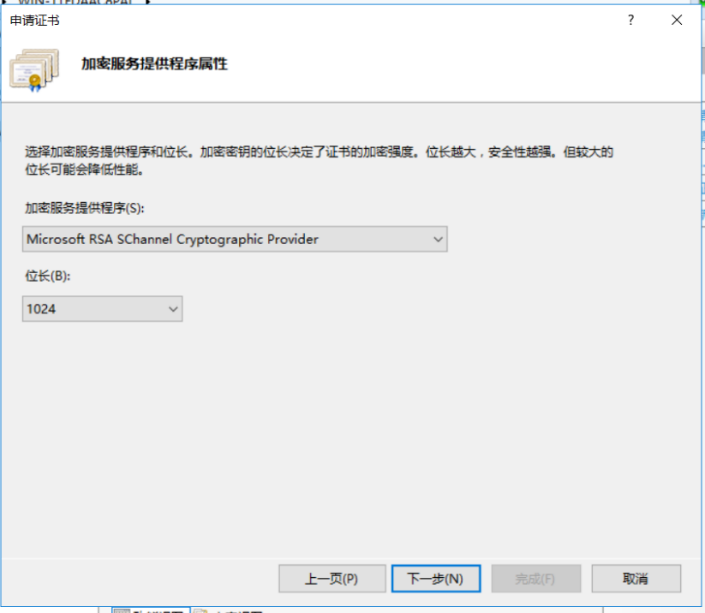 申请证书
?
加密服务提供程序属性
选择加密服务提供程序和位长。加密密钥的位长决定了证书的加密强度。位长越大，安全性越强。但较大的
位长可能会降低性能。
加密服务提供程序(S):
Microsoft RSA SChannel Cryptographic Provider
位长(B):
1024
上一页(P)
下一步(N)
完成(F)
取消